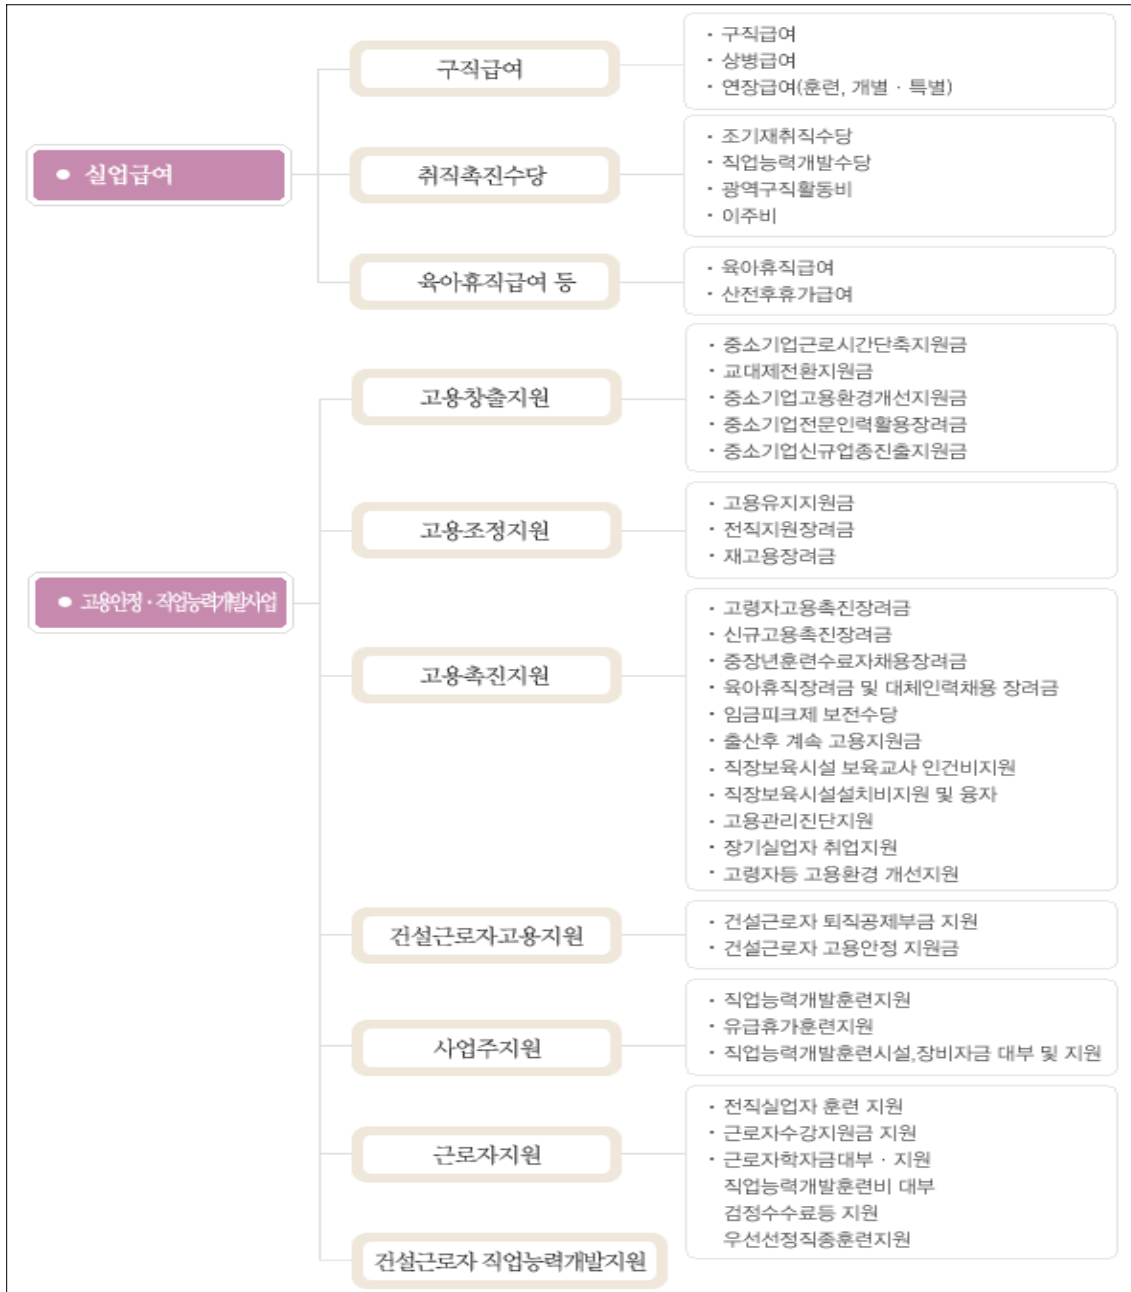 실업급여
구직급여
· 구직급여
· 상병급여
· 연장급여(훈련, 개별 · 특별)
취직촉진수당
· 조기재취직수당
· 직업능력개발수당
· 광역구직활동비
· 이주비
육아휴직급여 등
· 육아휴직급여
· 산전후휴가급여
고용안정 · 직업능력개발사업
고용창출지원
· 중소기업근로시간단축지원금
· 교대제전환지원금
· 중소기업고용환경개선지원금
· 중소기업전문인력활용장려금
· 중소기업신규업종진출지원금
고용조정지원
· 고용유지지원금
· 전직지원장려금
· 재고용장려금
고용촉진지원
· 고령자고용촉진장려금
· 신규고용촉진장려금
· 중장년훈련수료자채용장려금
· 육아휴직장려금 및 대체인력채용 장려금
· 임금피크제 보전수당
· 출산후 계속 고용지원금
· 직장보육시설 보육교사 인건비지원
· 직장보육시설설치비지원 및 융자
· 고용관리진단지원
· 장기실업자 취업지원
· 고령자등 고용환경 개선지원
건설근로자고용지원
· 건설근로자 퇴직공제부금 지원
· 건설근로자 고용안정 지원금
사업주지원
· 직업능력개발훈련지원
· 유급휴가훈련지원
· 직업능력개발훈련시설,장비자금 대부 및 지원
근로자지원
· 전직실업자 훈련 지원
· 근로자수강지원금 지원
· 근로자학자금대부 · 지원
직업능력개발훈련비 대부
검정수수료등 지원
우선선정직종훈련지원
건설근로자 직업능력개발지원